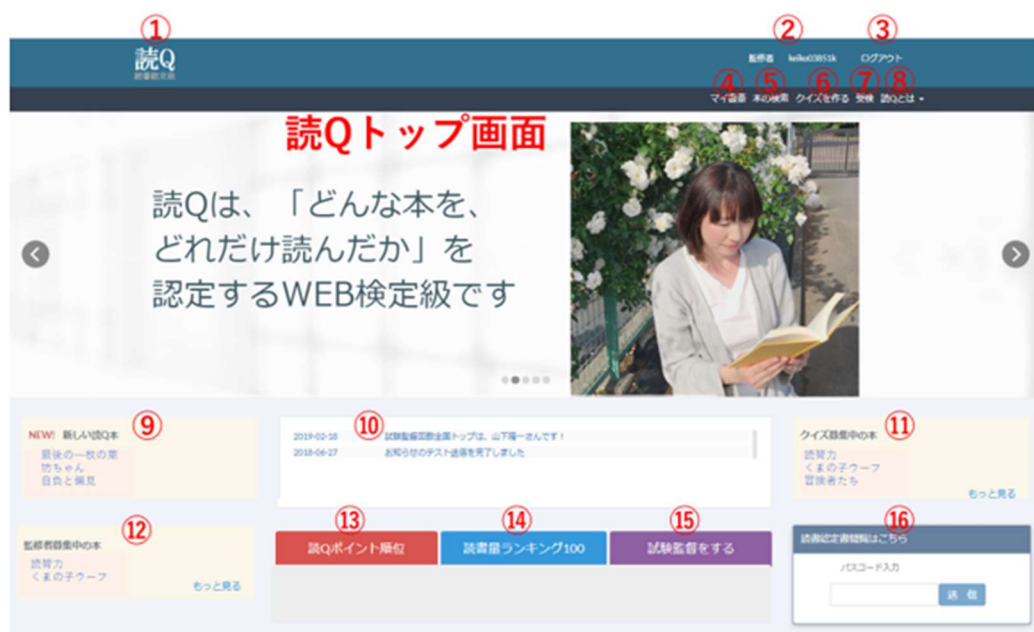 ①
②
③
読Q
読書認定級
監修者 keiko03851k ログアウト
④ ⑤ ⑥ ⑦ ⑧
マイ書斎 本の検索 クイズを作る 受検 読Qとは
読Qトップ画面
読Qは、「どんな本を、
どれだけ読んだか」を
認定するWEB検定級です
⑨
NEW! 新しい読Q本
最後の一枚の葉
坊ちゃん
自負と偏見
⑩
2019-02-18 試験監督回数全国トップは、山下陽一さんです!
2018-06-27 お知らせのテスト送信を完了しました
⑪
クイズ募集中の本
読解力
くまの子ウーフ
冒険者たち
もっと見る
⑫
監修者募集中の本
読解力
くまの子ウーフ
もっと見る
⑬
読Qポイント順位
⑭
読書量ランキング100
⑮
試験監督をする
⑯
読書認定書閲覧はこちら
パスコード入力
送 信